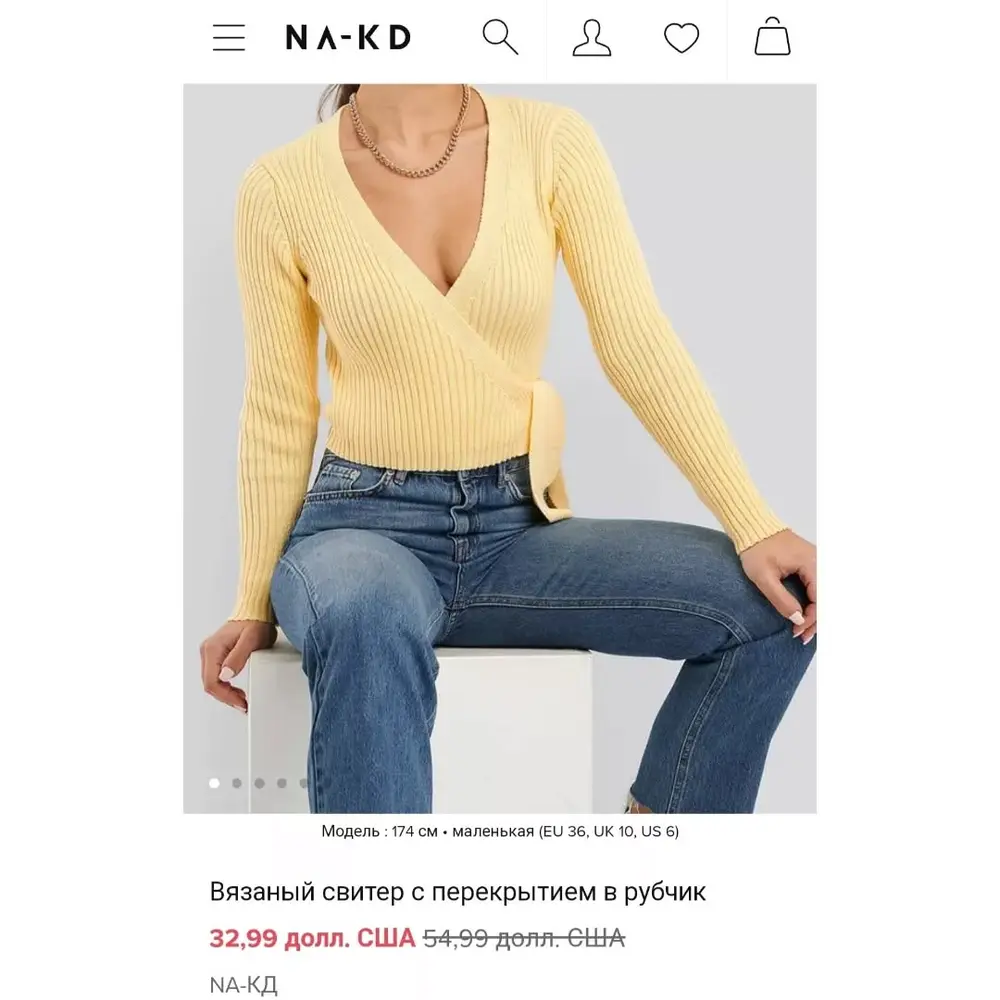 NA-KD
Модель : 174 см • маленькая (EU 36, UK 10, US 6)
Вязаный свитер с перекрытием в рубчик
32,99 долл. США 54,99 долл. США
NA-КД